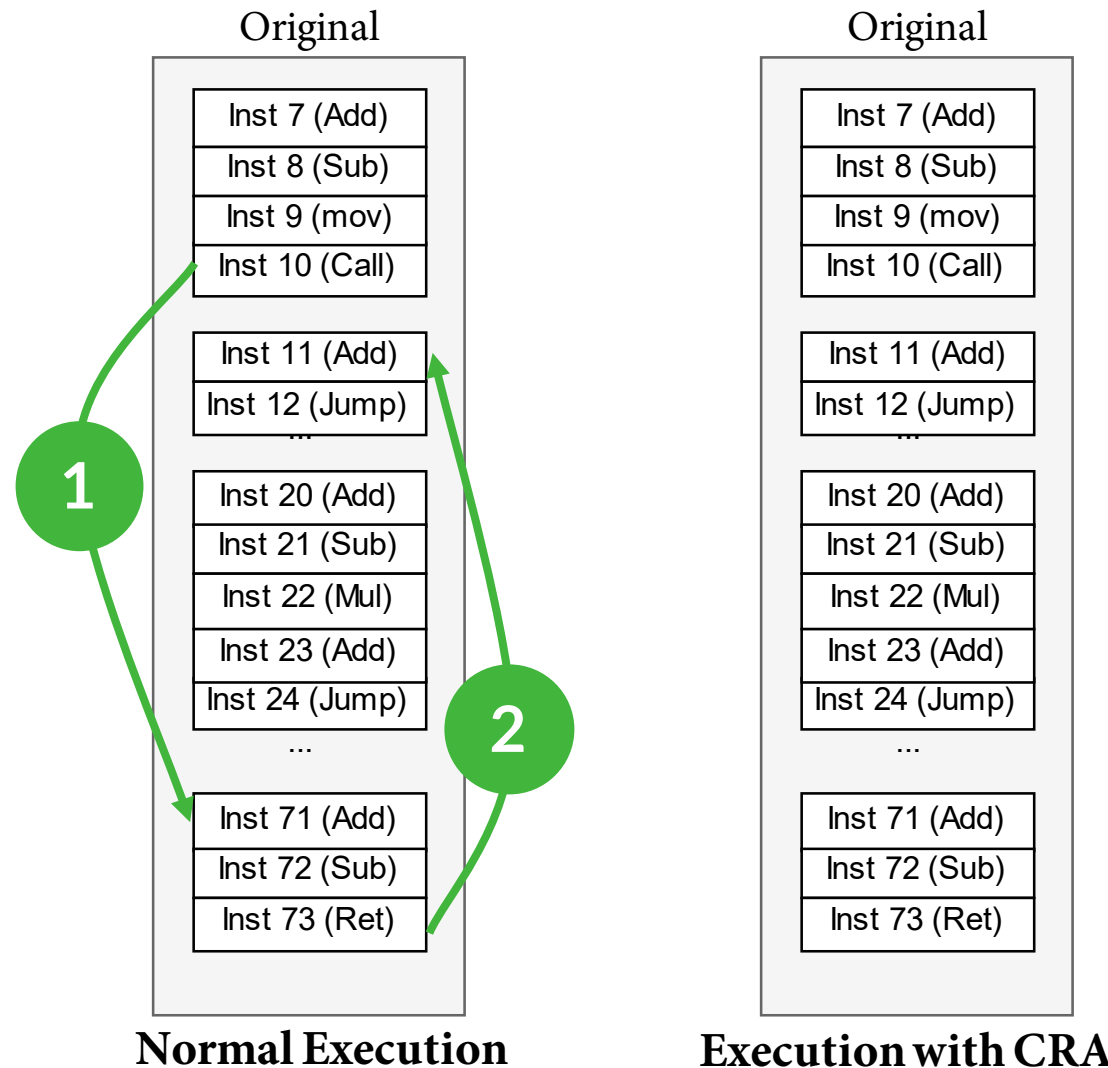 Original
Inst 7 (Add)
Inst 8 (Sub)
Inst 9 (mov)
Inst 10 (Call)
Inst 11 (Add)
Inst 12 (Jump)
...
1
Inst 20 (Add)
Inst 21 (Sub)
Inst 22 (Mul)
Inst 23 (Add)
Inst 24 (Jump)
2
...
Inst 71 (Add)
Inst 72 (Sub)
Inst 73 (Ret)
Normal Execution
Original
Inst 7 (Add)
Inst 8 (Sub)
Inst 9 (mov)
Inst 10 (Call)
Inst 11 (Add)
Inst 12 (Jump)
...
Inst 20 (Add)
Inst 21 (Sub)
Inst 22 (Mul)
Inst 23 (Add)
Inst 24 (Jump)
...
Inst 71 (Add)
Inst 72 (Sub)
Inst 73 (Ret)
Execution with CRA